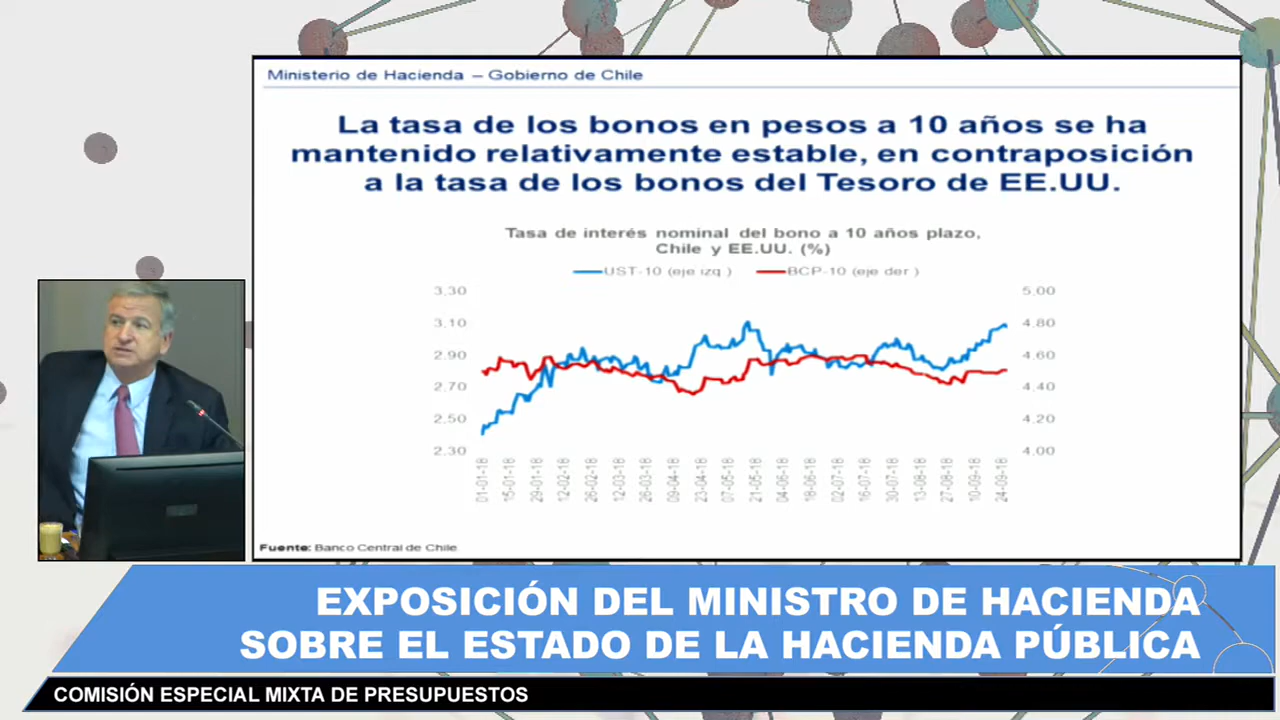 Ministerio de Hacienda – Gobierno de Chile
La tasa de los bonos en pesos a 10 años se ha
mantenido relativamente estable, en contraposición
a la tasa de los bonos del Tesoro de EE.UU.
Tasa de interés nominal del bono a 10 años plazo,
Chile y EE.UU. (%)
UST-10 (eje izq.) BCP-10 (eje der.)
3.30 5.00
3.10 4.80
2.90 4.60
2.70 4.40
2.50 4.20
2.30 4.00
01-01-18
15-01-18
29-01-18
12-02-18
26-02-18
12-03-18
26-03-18
09-04-18
23-04-18
07-05-18
21-05-18
04-06-18
18-06-18
02-07-18
16-07-18
30-07-18
13-08-18
27-08-18
10-09-18
24-09-18
Fuente: Banco Central de Chile
EXPOSICIÓN DEL MINISTRO DE HACIENDA
SOBRE EL ESTADO DE LA HACIENDA PÚBLICA
COMISIÓN ESPECIAL MIXTA DE PRESUPUESTOS